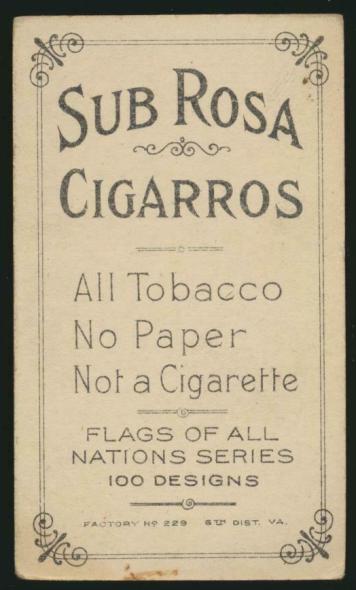 SUB ROSA
CIGARROS
All Tobacco
No Paper
Not a Cigarette
FLAGS OF ALL
NATIONS SERIES
100 DESIGNS
FACTORY Nº 229 6TH DIST. VA.